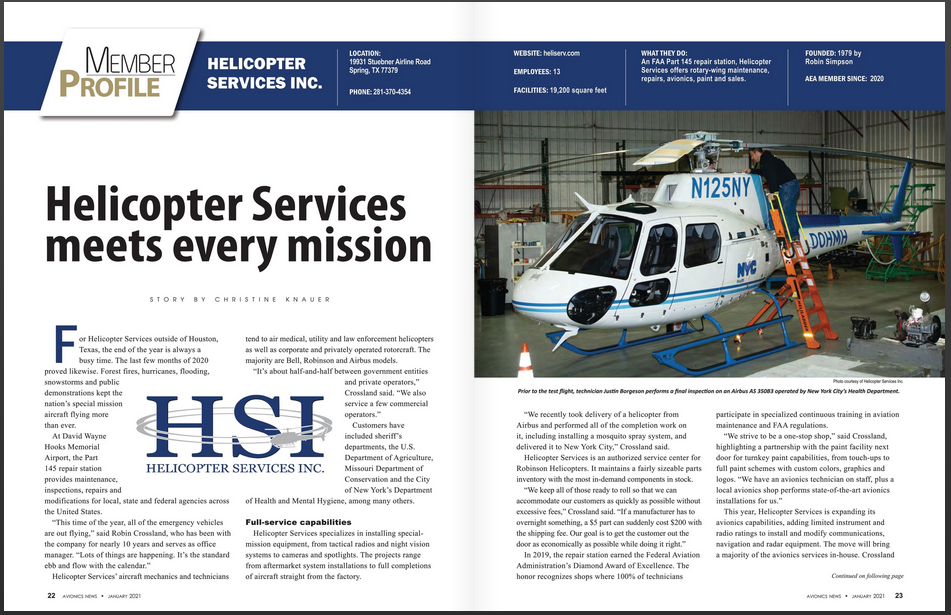 MEMBER
PROFILE
HELICOPTER
SERVICES INC.
LOCATION:
19931 Stuebner Airline Road
Spring, TX 77379
PHONE: 281-370-4354
WEBSITE: heliserv.com
EMPLOYEES: 13
FACILITIES: 19,200 square feet
WHAT THEY DO:
An FAA Part 145 repair station, Helicopter
Services offers rotary-wing maintenance,
repairs, avionics, paint and sales.
FOUNDED: 1979 by
Robin Simpson
AEA MEMBER SINCE: 2020
Helicopter Services
meets every mission
STORY BY CHRISTINE KNAUER
For Helicopter Services outside of Houston,
Texas, the end of the year is always a
busy time. The last few months of 2020
proved likewise. Forest fires, hurricanes, flooding,
snowstorms and public
demonstrations kept the
nation's special mission
aircraft flying more
than ever.
At David Wayne
Hooks Memorial
Airport, the Part
145 repair station
provides maintenance,
inspections, repairs and
modifications for local, state and federal agencies across
the United States.
"This time of the year, all of the emergency vehicles
are out flying," said Robin Crossland, who has been with
the company for nearly 10 years and serves as office
manager. "Lots of things are happening. It's the standard
ebb and flow with the calendar."
Helicopter Services' aircraft mechanics and technicians
HSI
HELICOPTER SERVICES INC.
tend to air medical, utility and law enforcement helicopters
as well as corporate and privately operated rotorcraft. The
majority are Bell, Robinson and Airbus models.
"It's about half-and-half between government entities
and private operators,"
Crossland said. "We also
service a few commercial
operators."
Customers have
included sheriff's
departments, the U.S.
Department of Agriculture,
Missouri Department of
Conservation and the City
of New York's Department
of Health and Mental Hygiene, among many others.
Full-service capabilities
Helicopter Services specializes in installing special-
mission equipment, from tactical radios and night vision
systems to cameras and spotlights. The projects range
from aftermarket system installations to full completions
of aircraft straight from the factory.
22 AVIONICS NEWS • JANUARY 2021
N125NY
DOHMH
NYC
Photo courtesy of Helicopter Services Inc.
Prior to the test flight, technician Justin Borgeson performs a final inspection on an Airbus AS 350B3 operated by New York City's Health Department.
"We recently took delivery of a helicopter from
Airbus and performed all of the completion work on
it, including installing a mosquito spray system, and
delivered it to New York City," Crossland said.
Helicopter Services is an authorized service center for
Robinson Helicopters. It maintains a fairly sizeable parts
inventory with the most in-demand components in stock.
"We keep all of those ready to roll so that we can
accommodate our customers as quickly as possible without
excessive fees," Crossland said. "If a manufacturer has to
overnight something, a $5 part can suddenly cost $200 with
the shipping fee. Our goal is to get the customer out the
door as economically as possible while doing it right."
In 2019, the repair station earned the Federal Aviation
Administration's Diamond Award of Excellence. The
honor recognizes shops where 100% of technicians
participate in specialized continuous training in aviation
maintenance and FAA regulations.
"We strive to be a one-stop shop," said Crossland,
highlighting a partnership with the paint facility next
door for turnkey paint capabilities, from touch-ups to
full paint schemes with custom colors, graphics and
logos. "We have an avionics technician on staff, plus a
local avionics shop performs state-of-the-art avionics
installations for us."
This year, Helicopter Services is expanding its
avionics capabilities, adding limited instrument and
radio ratings to install and modify communications,
navigation and radar equipment. The move will bring
a majority of the avionics services in-house. Crossland
Continued on following page
AVIONICS NEWS • JANUARY 2021 23